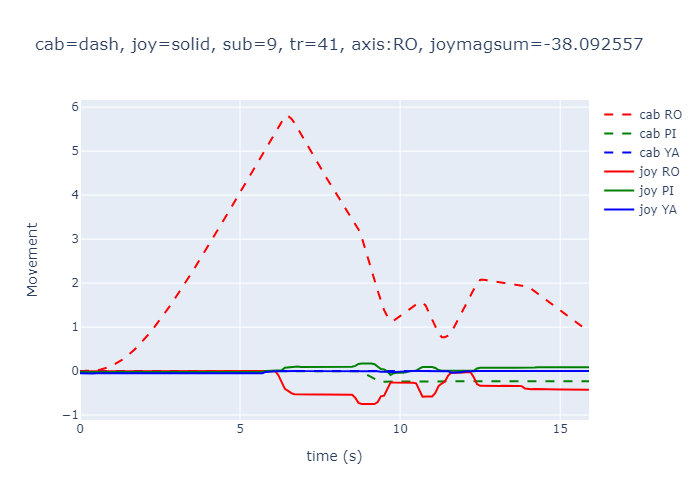 cab=dash, joy=solid, sub=9, tr=41, axis:RO, joymagsum=-38.092557
6
5
4
3
2
1
0
−1
0
5
10
15
Movement
time (s)
cab RO
cab PI
cab YA
joy RO
joy PI
joy YA